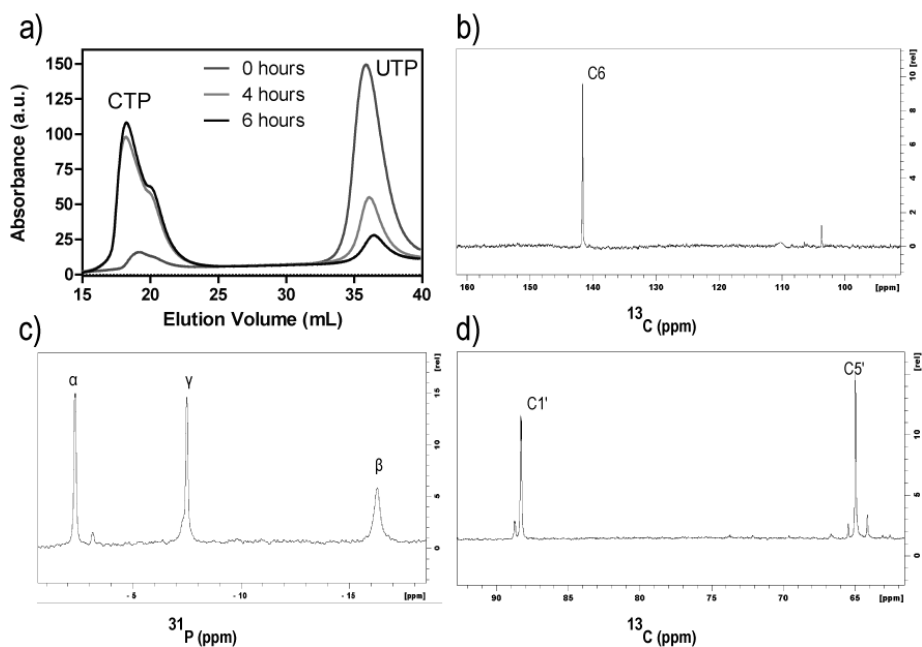 a)
150
125
100
75
50
25
0
Absorbance (a.u.)
CTP
UTP
0 hours
4 hours
6 hours
15 20 25 30 35 40
Elution Volume (mL)
b)
C6
[rel]
10
8
6
4
2
0
160 150 140 130 120 110 100 [ppm]
13C (ppm)
c)
α
γ
β
[rel]
15
10
5
0
- 5 - 10 - 15 [ppm]
31P (ppm)
d)
C1'
C5'
[rel]
10
5
0
90 85 80 75 70 65 [ppm]
13C (ppm)